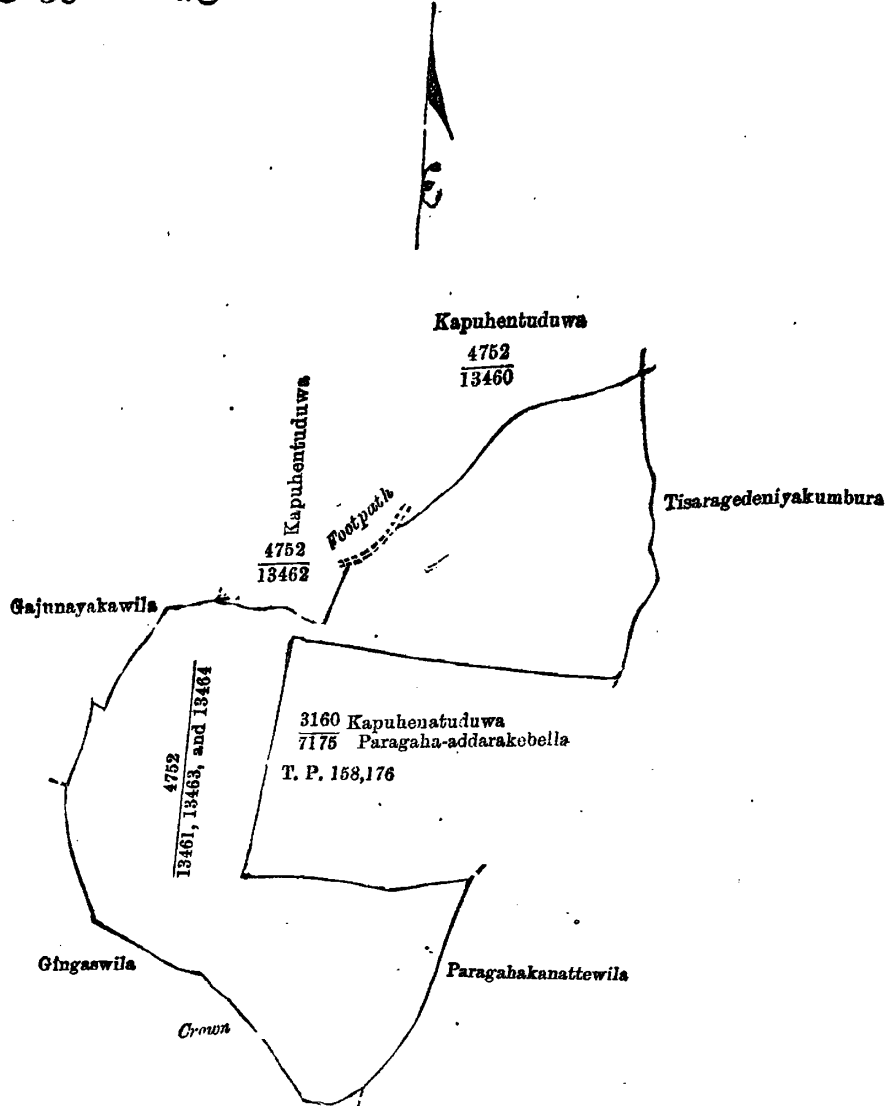 Kapuhentuduwa
4752
13460
Kapuhentuduwa
4752
13462
Footpath
Tisaragedeniyakumbura
Gajunayakawila
4752
13461, 13463, and 13464
3160 Kapuhenatuduwa
7175 Paragaha-addarakebella
T. P. 158,176
Gingaswila
Paragahakanattewila
Crown